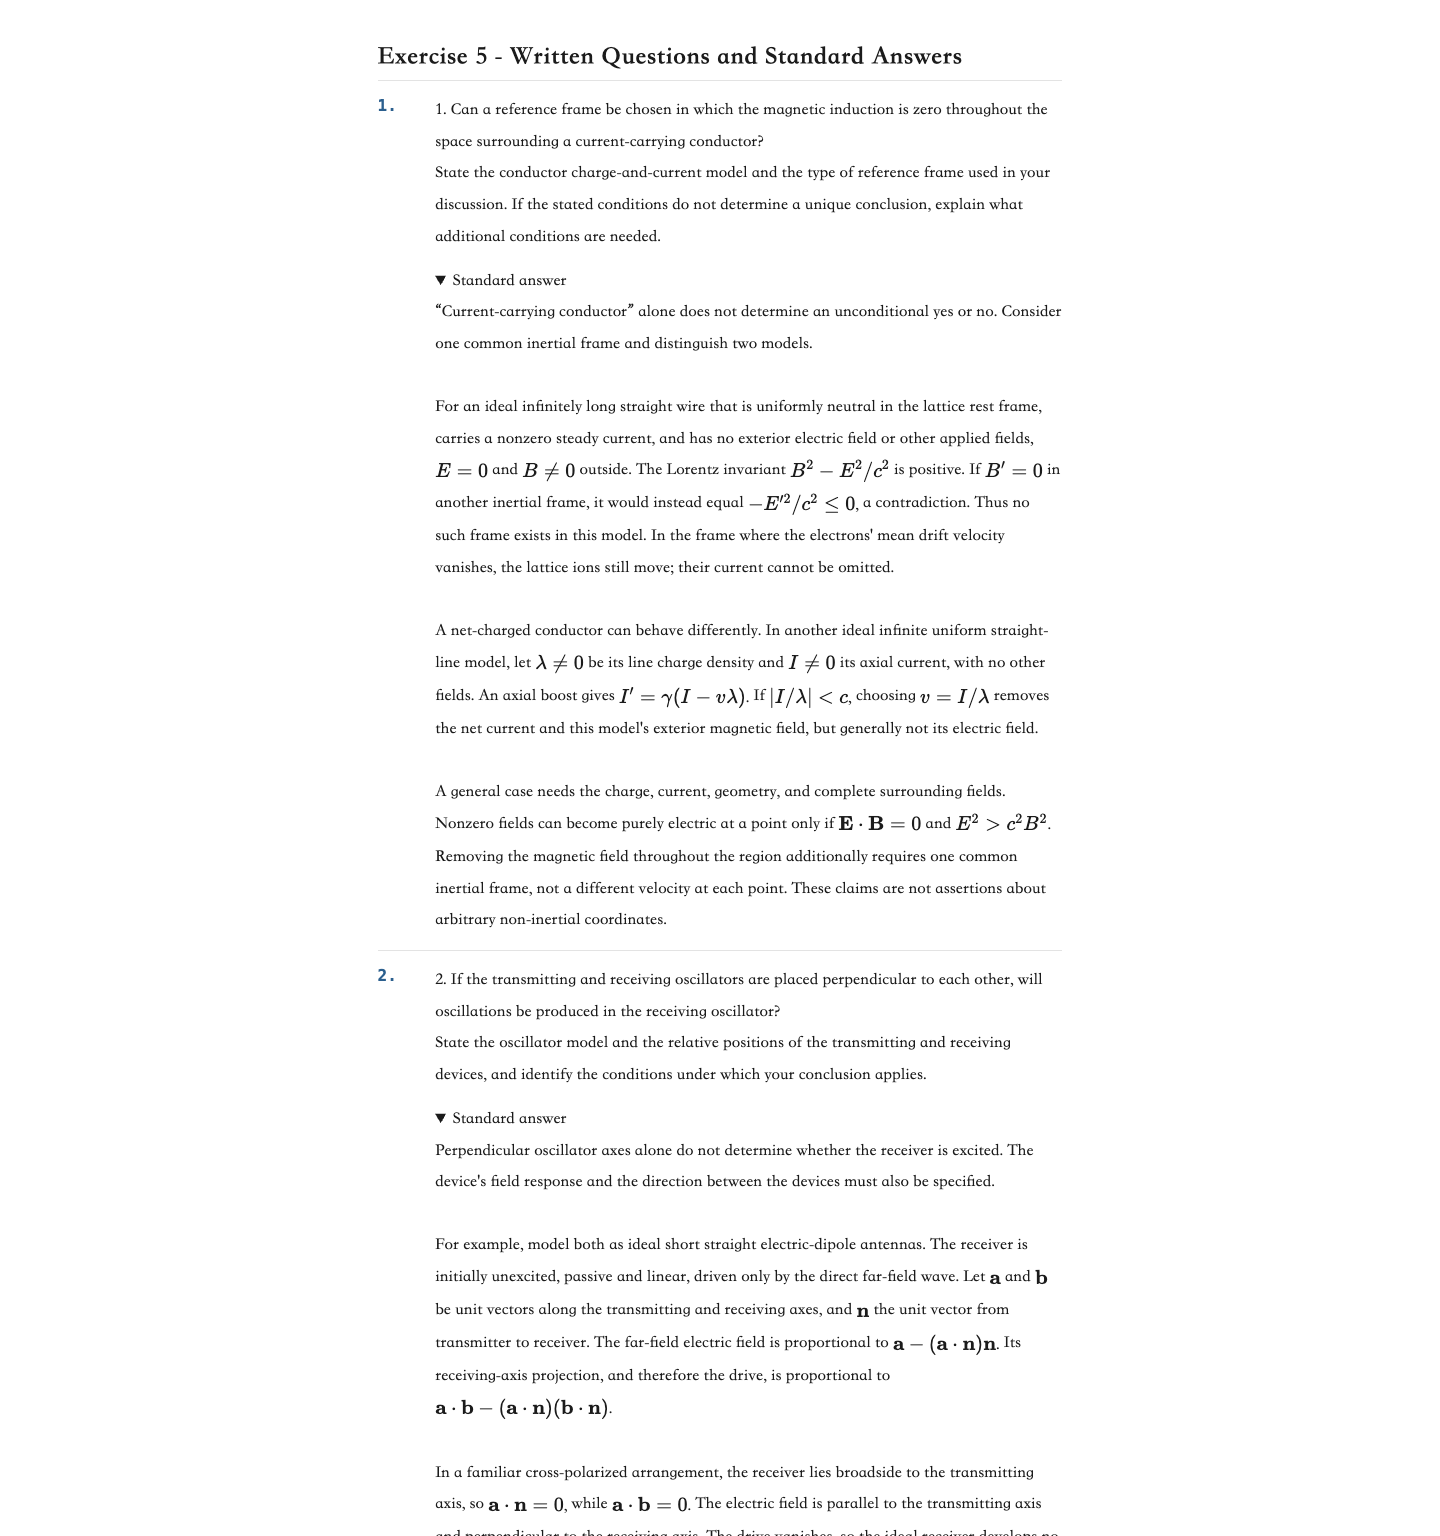 Exercise 5 - Written Questions and Standard Answers
1.
1. Can a reference frame be chosen in which the magnetic induction is zero throughout the
space surrounding a current-carrying conductor?
State the conductor charge-and-current model and the type of reference frame used in your
discussion. If the stated conditions do not determine a unique conclusion, explain what
additional conditions are needed.
▼ Standard answer
“Current-carrying conductor” alone does not determine an unconditional yes or no. Consider
one common inertial frame and distinguish two models.
For an ideal infinitely long straight wire that is uniformly neutral in the lattice rest frame,
carries a nonzero steady current, and has no exterior electric field or other applied fields,
E = 0 and B ≠ 0 outside. The Lorentz invariant B² − E²/c² is positive. If B′ = 0 in
another inertial frame, it would instead equal −E′²/c² ≤ 0, a contradiction. Thus no
such frame exists in this model. In the frame where the electrons' mean drift velocity
vanishes, the lattice ions still move; their current cannot be omitted.
A net-charged conductor can behave differently. In another ideal infinite uniform straight-
line model, let λ ≠ 0 be its line charge density and I ≠ 0 its axial current, with no other
fields. An axial boost gives I′ = γ(I − vλ). If |I/λ| < c, choosing v = I/λ removes
the net current and this model's exterior magnetic field, but generally not its electric field.
A general case needs the charge, current, geometry, and complete surrounding fields.
Nonzero fields can become purely electric at a point only if E · B = 0 and E² > c²B².
Removing the magnetic field throughout the region additionally requires one common
inertial frame, not a different velocity at each point. These claims are not assertions about
arbitrary non-inertial coordinates.
2.
2. If the transmitting and receiving oscillators are placed perpendicular to each other, will
oscillations be produced in the receiving oscillator?
State the oscillator model and the relative positions of the transmitting and receiving
devices, and identify the conditions under which your conclusion applies.
▼ Standard answer
Perpendicular oscillator axes alone do not determine whether the receiver is excited. The
device's field response and the direction between the devices must also be specified.
For example, model both as ideal short straight electric-dipole antennas. The receiver is
initially unexcited, passive and linear, driven only by the direct far-field wave. Let a and b
be unit vectors along the transmitting and receiving axes, and n the unit vector from
transmitter to receiver. The far-field electric field is proportional to a − (a · n)n. Its
receiving-axis projection, and therefore the drive, is proportional to
a · b − (a · n)(b · n).
In a familiar cross-polarized arrangement, the receiver lies broadside to the transmitting
axis, so a · n = 0, while a · b = 0. The electric field is parallel to the transmitting axis
and perpendicular to the receiving axis. The drive vanishes, so the ideal receiver develops no